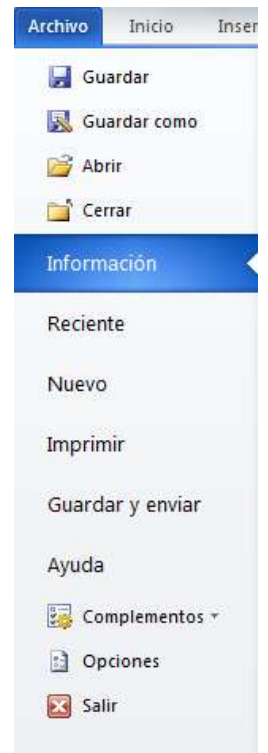 Archivo Inicio Inser
Guardar
Guardar como
Abrir
Cerrar
Información
Reciente
Nuevo
Imprimir
Guardar y enviar
Ayuda
Complementos
Opciones
Salir